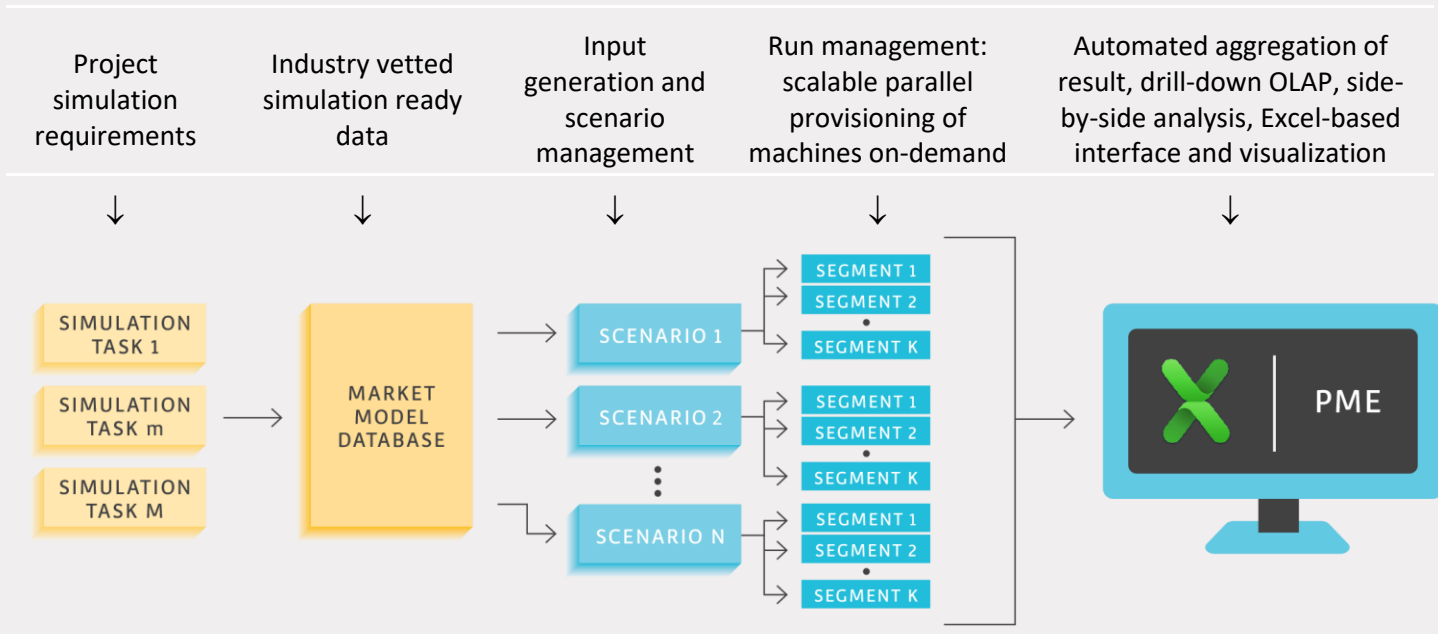 Project
simulation
requirements
Industry vetted
simulation ready
data
Input
generation and
scenario
management
Run management:
scalable parallel
provisioning of
machines on-demand
Automated aggregation of
result, drill-down OLAP, side-
by-side analysis, Excel-based
interface and visualization
SIMULATION
TASK 1
SIMULATION
TASK m
SIMULATION
TASK M
MARKET
MODEL
DATABASE
SCENARIO 1
SCENARIO 2
SCENARIO N
SEGMENT 1
SEGMENT 2
SEGMENT K
SEGMENT 1
SEGMENT 2
SEGMENT K
SEGMENT 1
SEGMENT 2
SEGMENT K
PME